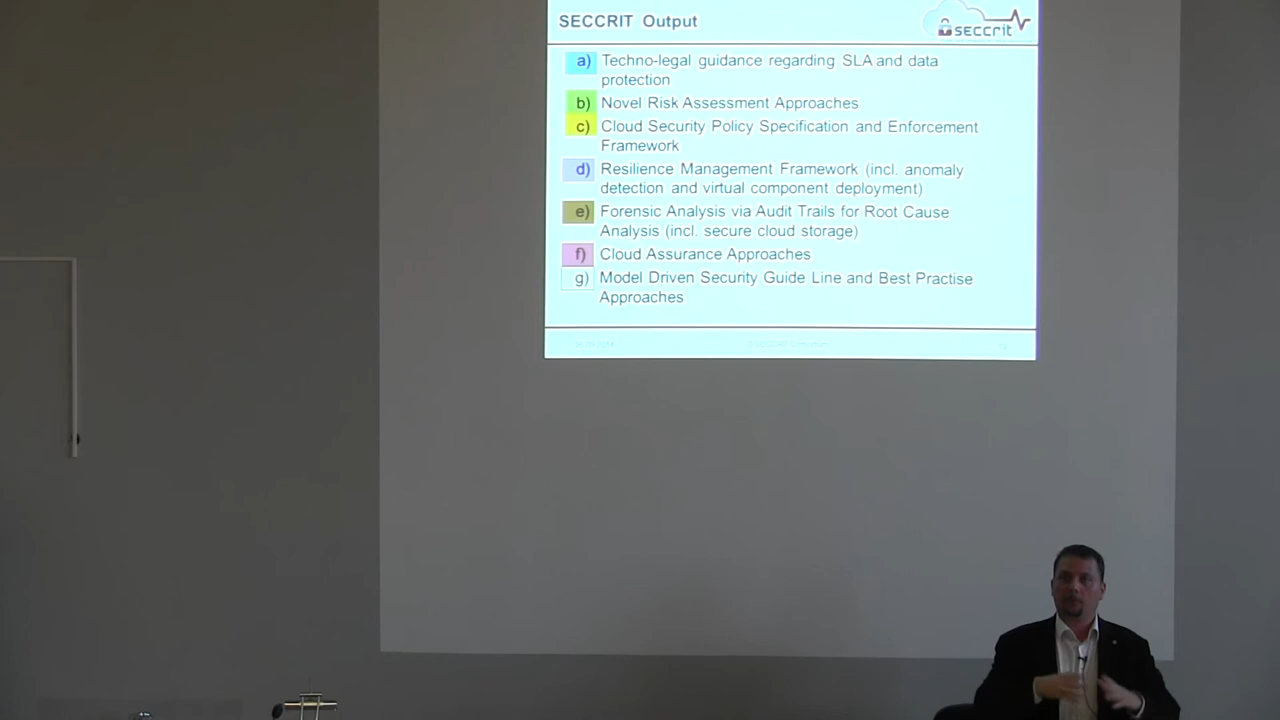 SECCRIT Output
seccrit
a) Techno-legal guidance regarding SLA and data
protection
b) Novel Risk Assessment Approaches
c) Cloud Security Policy Specification and Enforcement
Framework
d) Resilience Management Framework (incl. anomaly
detection and virtual component deployment)
e) Forensic Analysis via Audit Trails for Root Cause
Analysis (incl. secure cloud storage)
f) Cloud Assurance Approaches
g) Model Driven Security Guide Line and Best Practise
Approaches
© SECCRIT Consortium